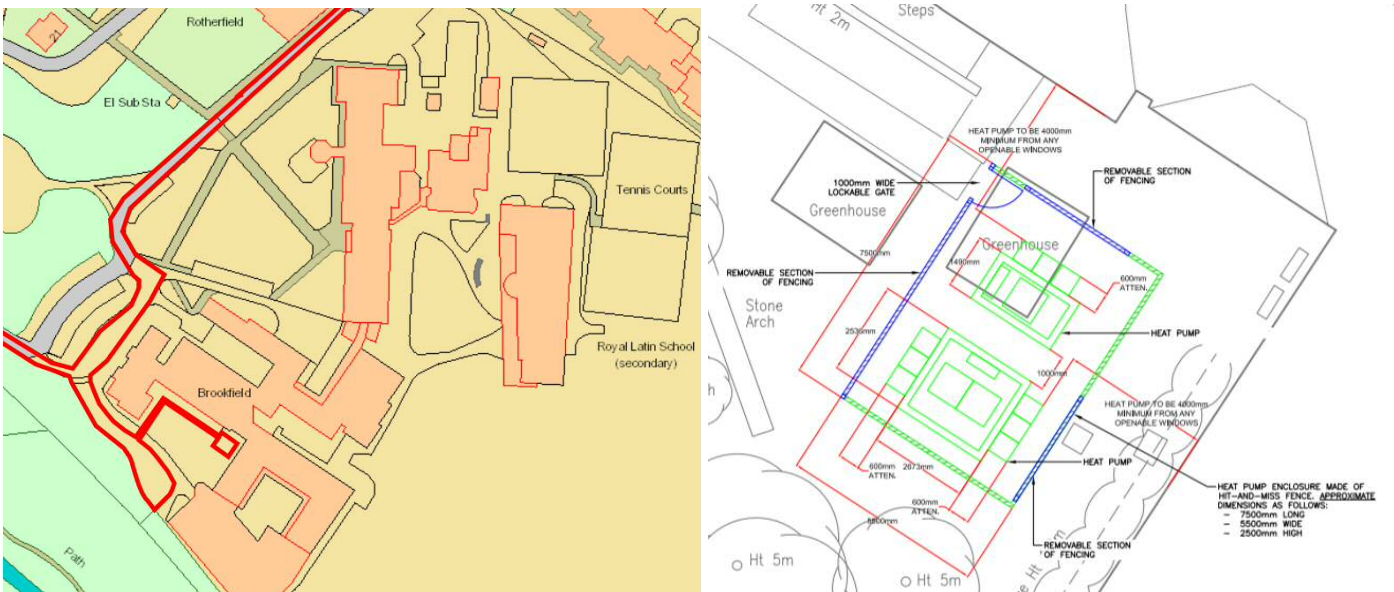 Rotherfield
21
El Sub Sta
Tennis Courts
Royal Latin School
(secondary)
Brookfield
Path
Ht 2m
Steps
HEAT PUMP TO BE 4000mm
MINIMUM FROM ANY
OPENABLE WINDOWS
REMOVABLE SECTION
OF FENCING
1000mm WIDE
LOCKABLE GATE
Greenhouse
Greenhouse
7500mm
1490mm
600mm
ATTEN.
REMOVABLE SECTION
OF FENCING
Stone
Arch
HEAT PUMP
1000mm
HEAT PUMP TO BE 4000mm
MINIMUM FROM ANY
OPENABLE WINDOWS
HEAT PUMP
600mm
ATTEN.
2673mm
600mm
ATTEN.
HEAT PUMP ENCLOSURE MADE OF
HIT-AND-MISS FENCE. APPROXIMATE
DIMENSIONS AS FOLLOWS:
- 7500mm LONG
- 5500mm WIDE
- 2500mm HIGH
REMOVABLE SECTION
OF FENCING
Ht 5m
Ht 5m
Ht